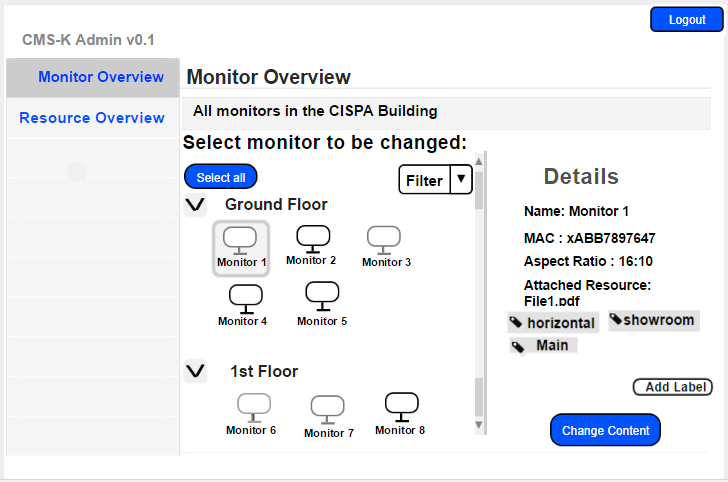 Logout
CMS-K Admin v0.1
Monitor Overview
Resource Overview
Monitor Overview
All monitors in the CISPA Building
Select monitor to be changed:
Select all
Filter
Ground Floor
Monitor 1
Monitor 2
Monitor 3
Monitor 4
Monitor 5
1st Floor
Monitor 6
Monitor 7
Monitor 8
Details
Name: Monitor 1
MAC : xABB7897647
Aspect Ratio : 16:10
Attached Resource:
File1.pdf
horizontal
showroom
Main
Add Label
Change Content